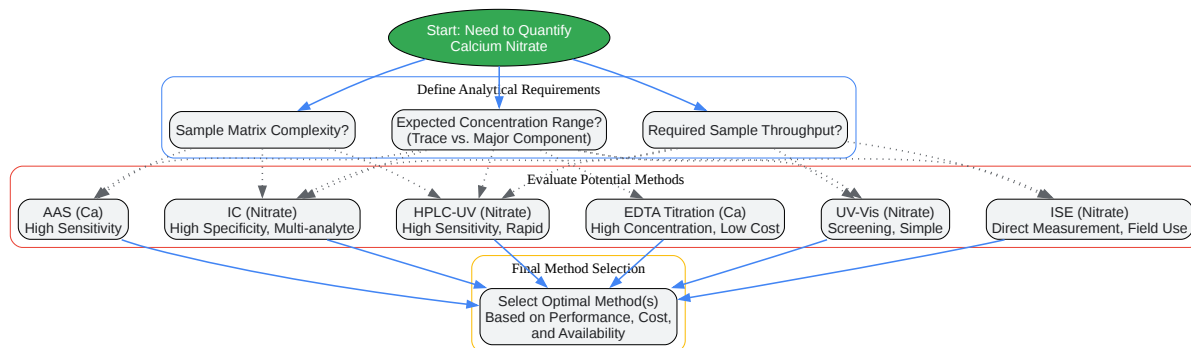 Start: Need to Quantify
Calcium Nitrate
Define Analytical Requirements
Sample Matrix Complexity?
Expected Concentration Range?
(Trace vs. Major Component)
Required Sample Throughput?
Evaluate Potential Methods
AAS (Ca)
High Sensitivity
IC (Nitrate)
High Specificity, Multi-analyte
HPLC-UV (Nitrate)
High Sensitivity, Rapid
EDTA Titration (Ca)
High Concentration, Low Cost
UV-Vis (Nitrate)
Screening, Simple
ISE (Nitrate)
Direct Measurement, Field Use
Final Method Selection
Select Optimal Method(s)
Based on Performance, Cost,
and Availability